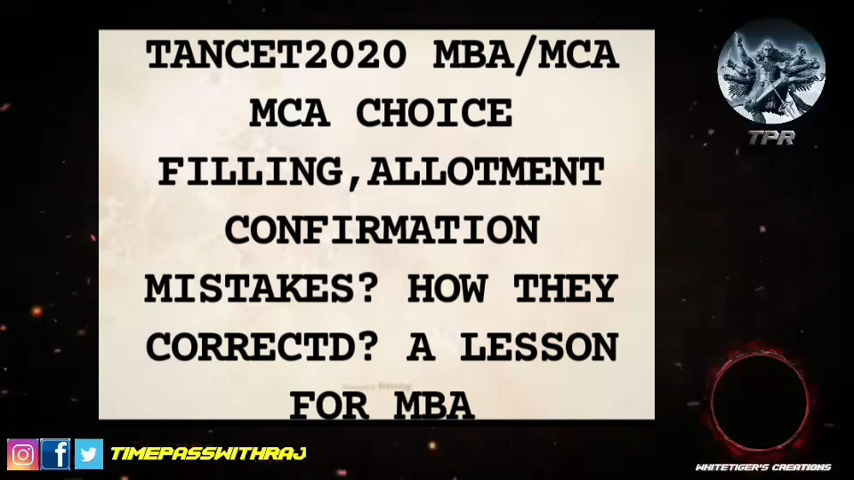 TANCET2020 MBA/MCA
MCA CHOICE
FILLING,ALLOTMENT
CONFIRMATION
MISTAKES? HOW THEY
CORRECTD? A LESSON
FOR MBA
TPR
TIMEPASSWITHRAJ
WHITETIGER'S CREATIONS